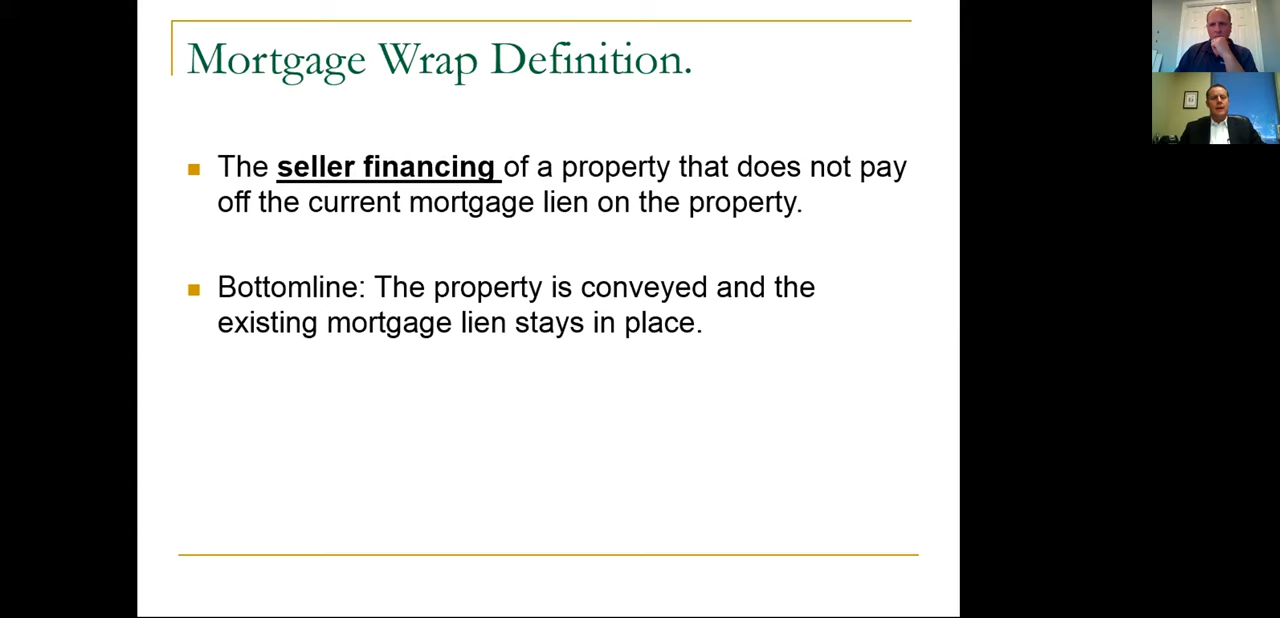 Mortgage Wrap Definition.
The seller financing of a property that does not pay
off the current mortgage lien on the property.
Bottomline: The property is conveyed and the
existing mortgage lien stays in place.